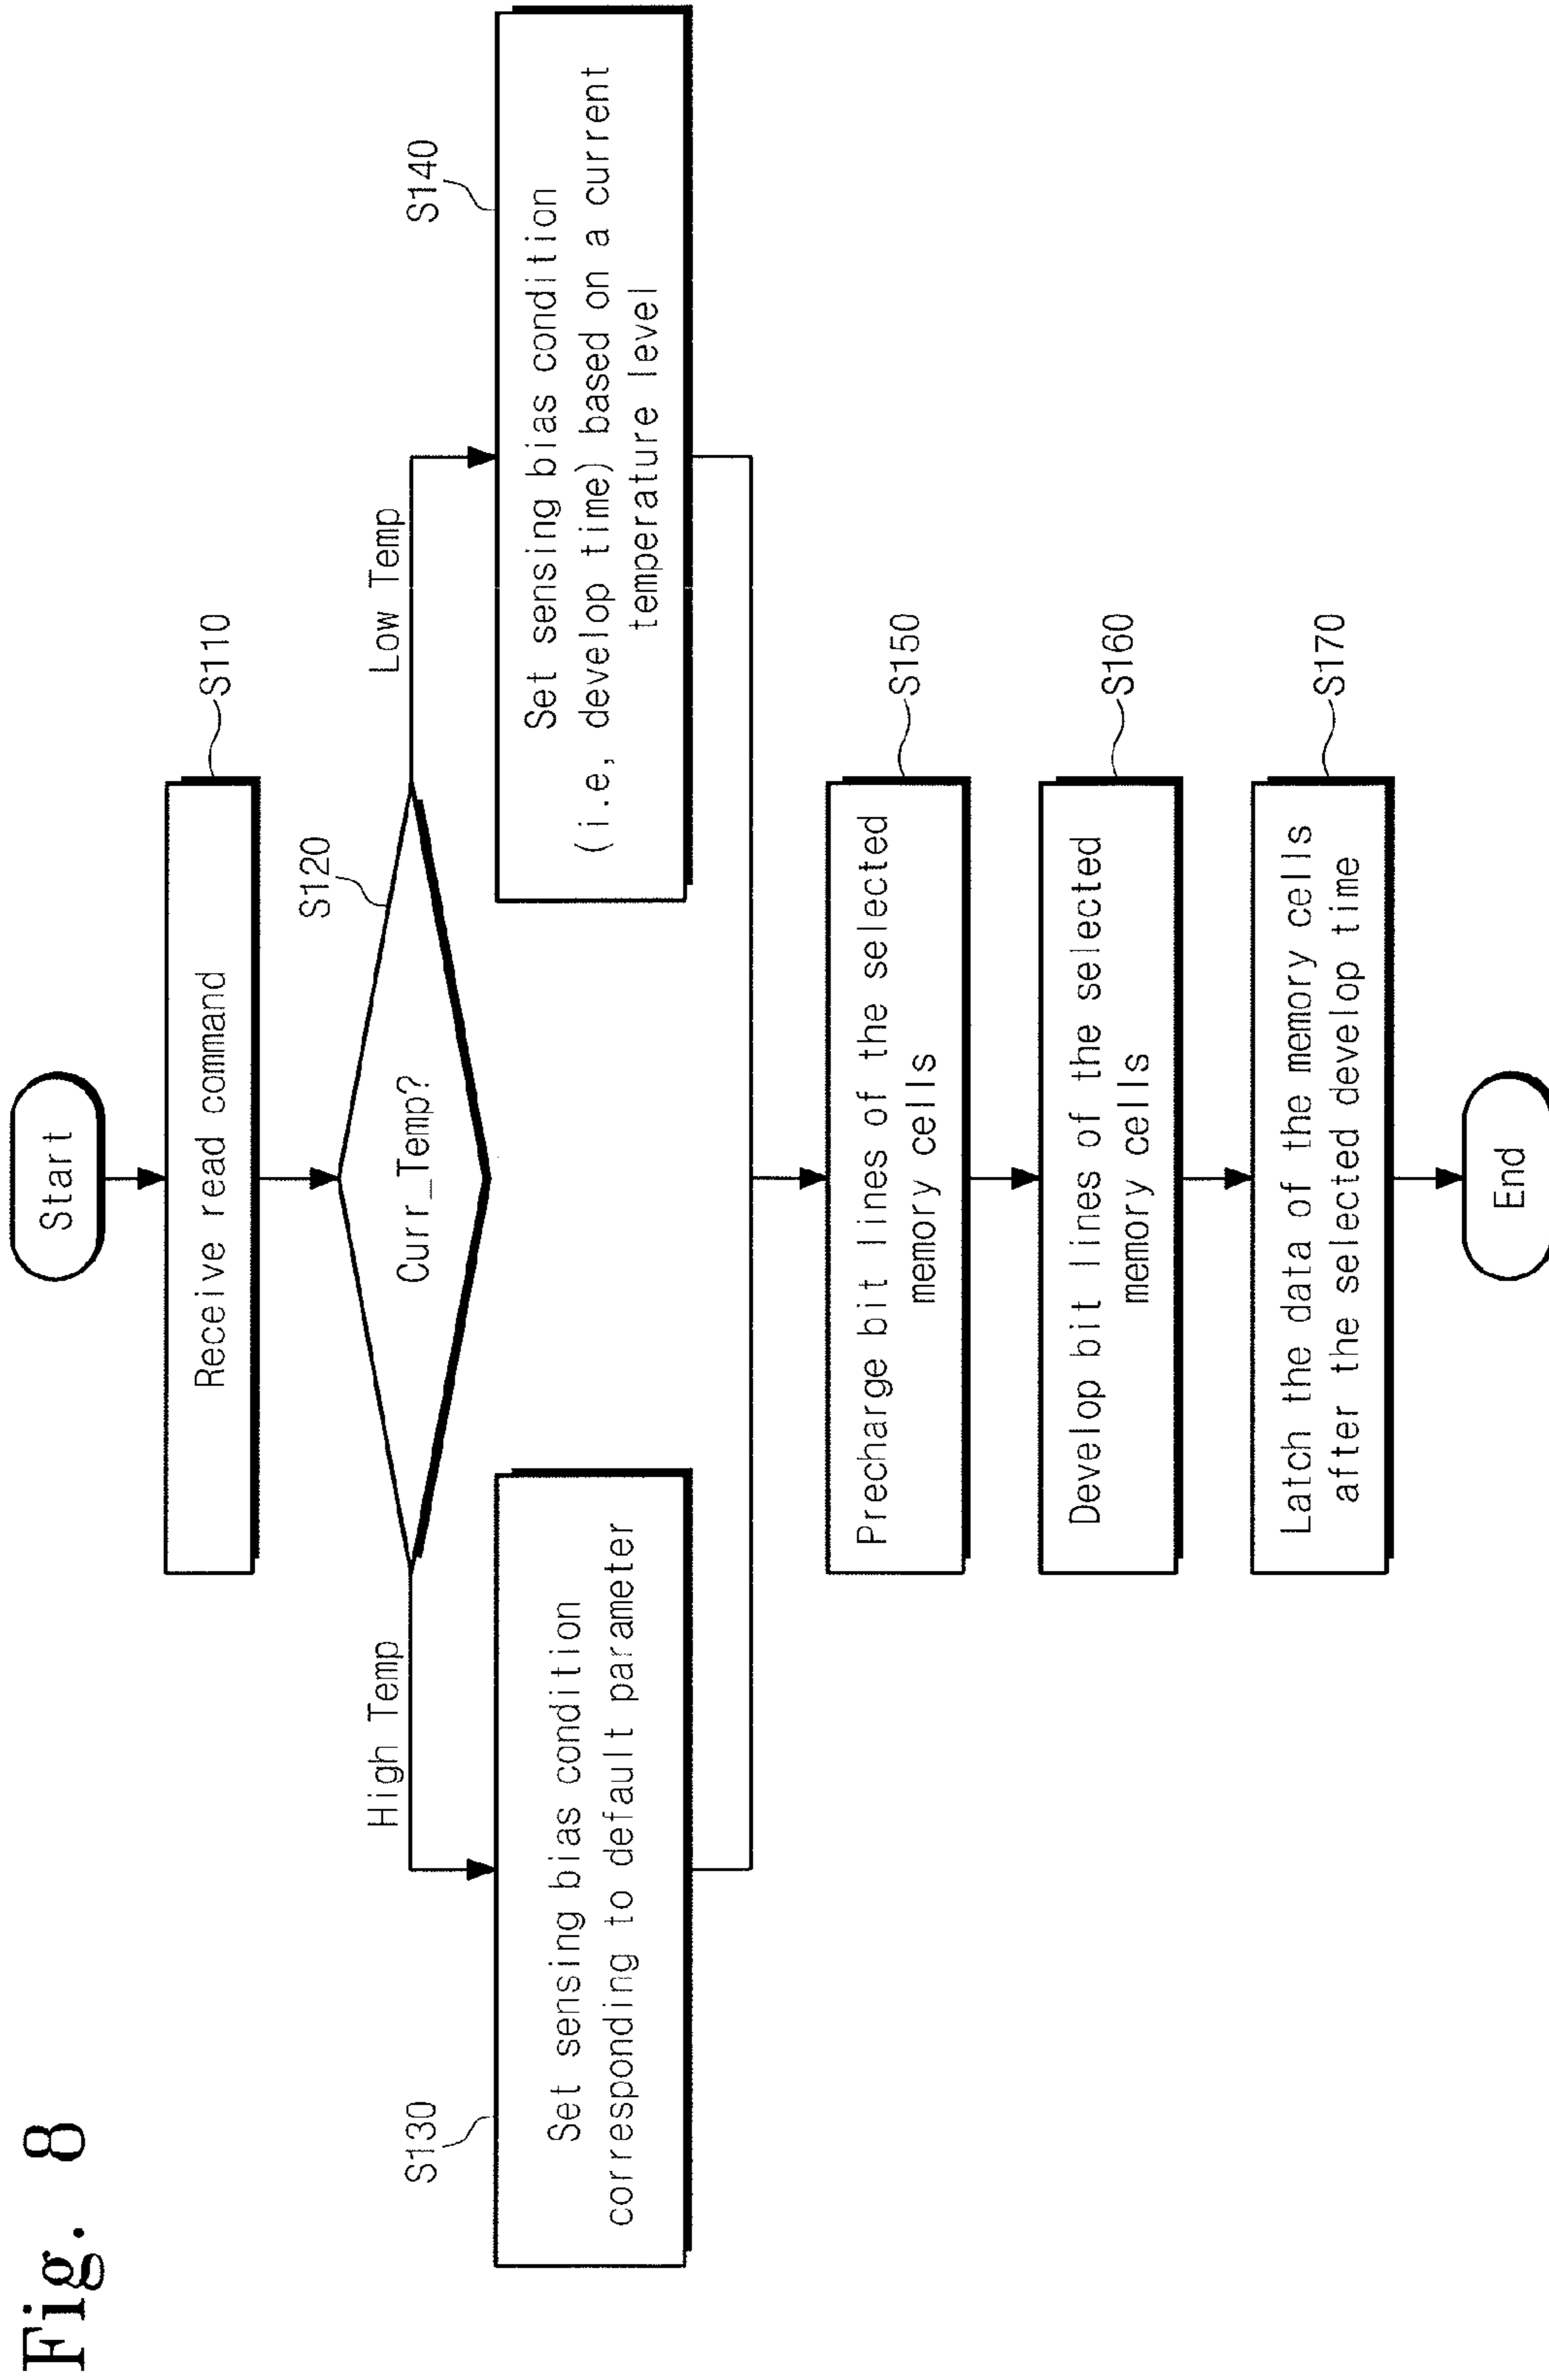 Fig. 8
Start
Receive read command
S110
Curr_Temp?
S120
High Temp
Low Temp
S130
Set sensing bias condition
corresponding to default parameter
S140
Set sensing bias condition
(i.e, develop time) based on a current
temperature level
Precharge bit lines of the selected
memory cells
S150
Develop bit lines of the selected
memory cells
S160
Latch the data of the memory cells
after the selected develop time
S170
End